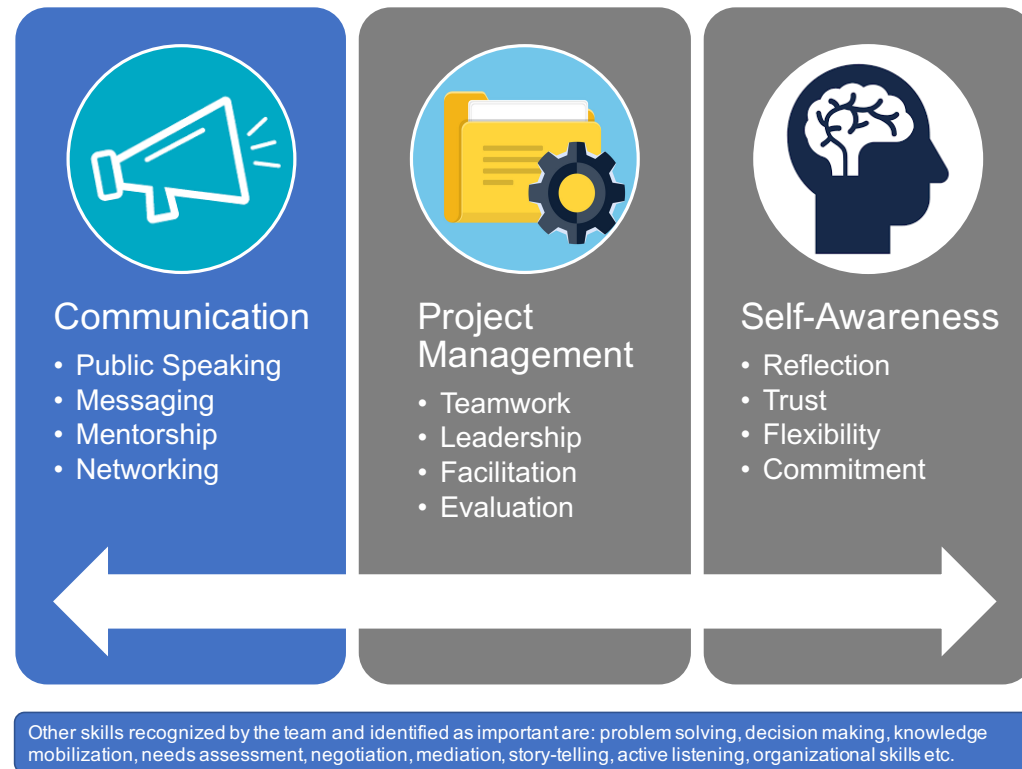 Communication
• Public Speaking
• Messaging
• Mentorship
• Networking
Project
Management
• Teamwork
• Leadership
• Facilitation
• Evaluation
Self-Awareness
• Reflection
• Trust
• Flexibility
• Commitment
Other skills recognized by the team and identified as important are: problem solving, decision making, knowledge
mobilization, needs assessment, negotiation, mediation, story-telling, active listening, organizational skills etc.